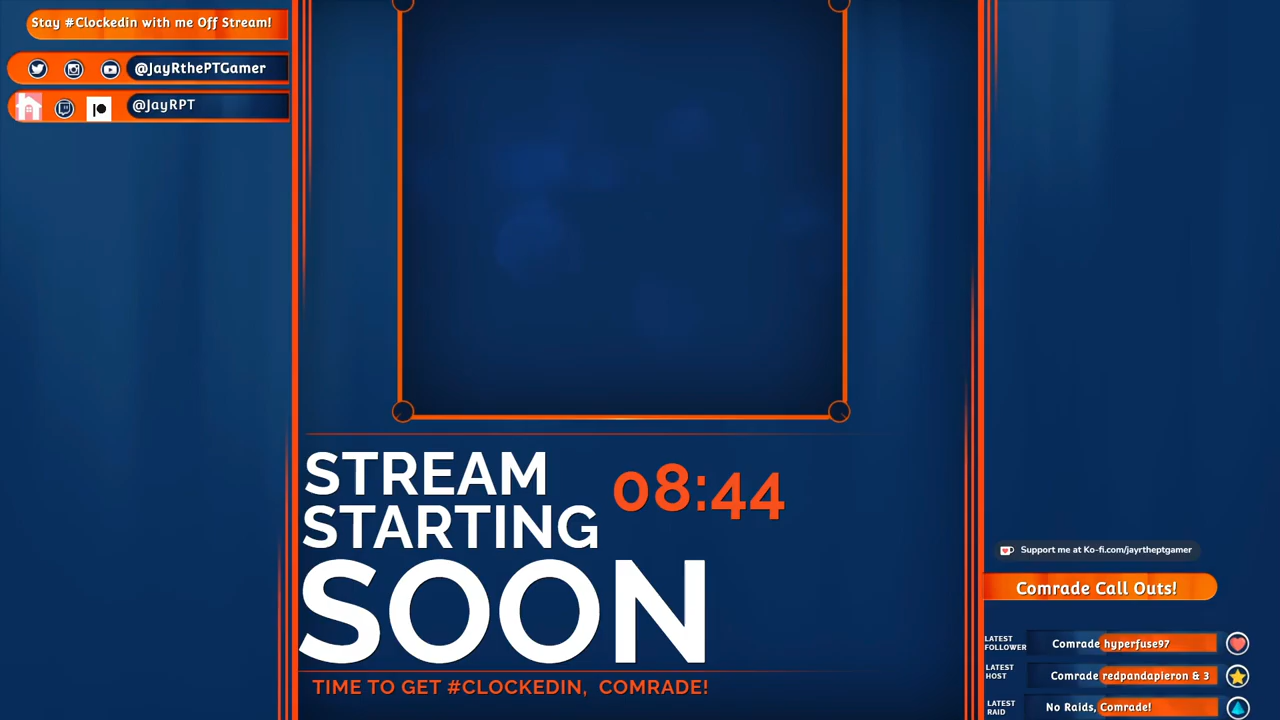 Stay #Clockedin with me Off Stream!
@JayRthePTGamer
@JayRPT
STREAM
STARTING
SOON
08:44
TIME TO GET #CLOCKEDIN, COMRADE!
Support me at Ko-fi.com/jayrtheptgamer
Comrade Call Outs!
LATEST
FOLLOWER
Comrade hyperfuse97
LATEST
HOST
Comrade redpandapieron & 3
LATEST
RAID
No Raids, Comrade!